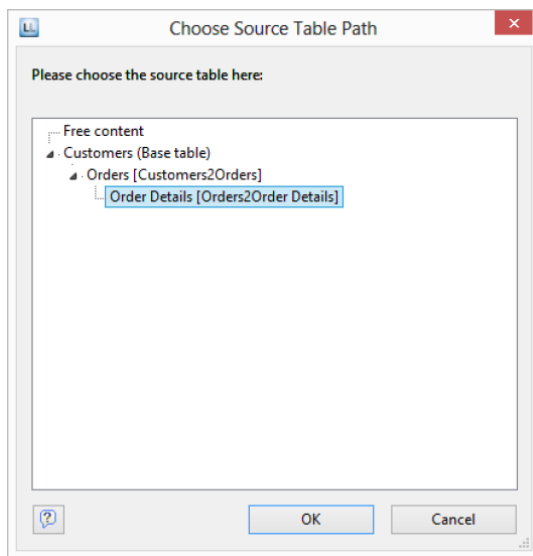 LL
Choose Source Table Path
Please choose the source table here:
Free content
Customers (Base table)
Orders [Customers2Orders]
Order Details [Orders2Order Details]
OK
Cancel